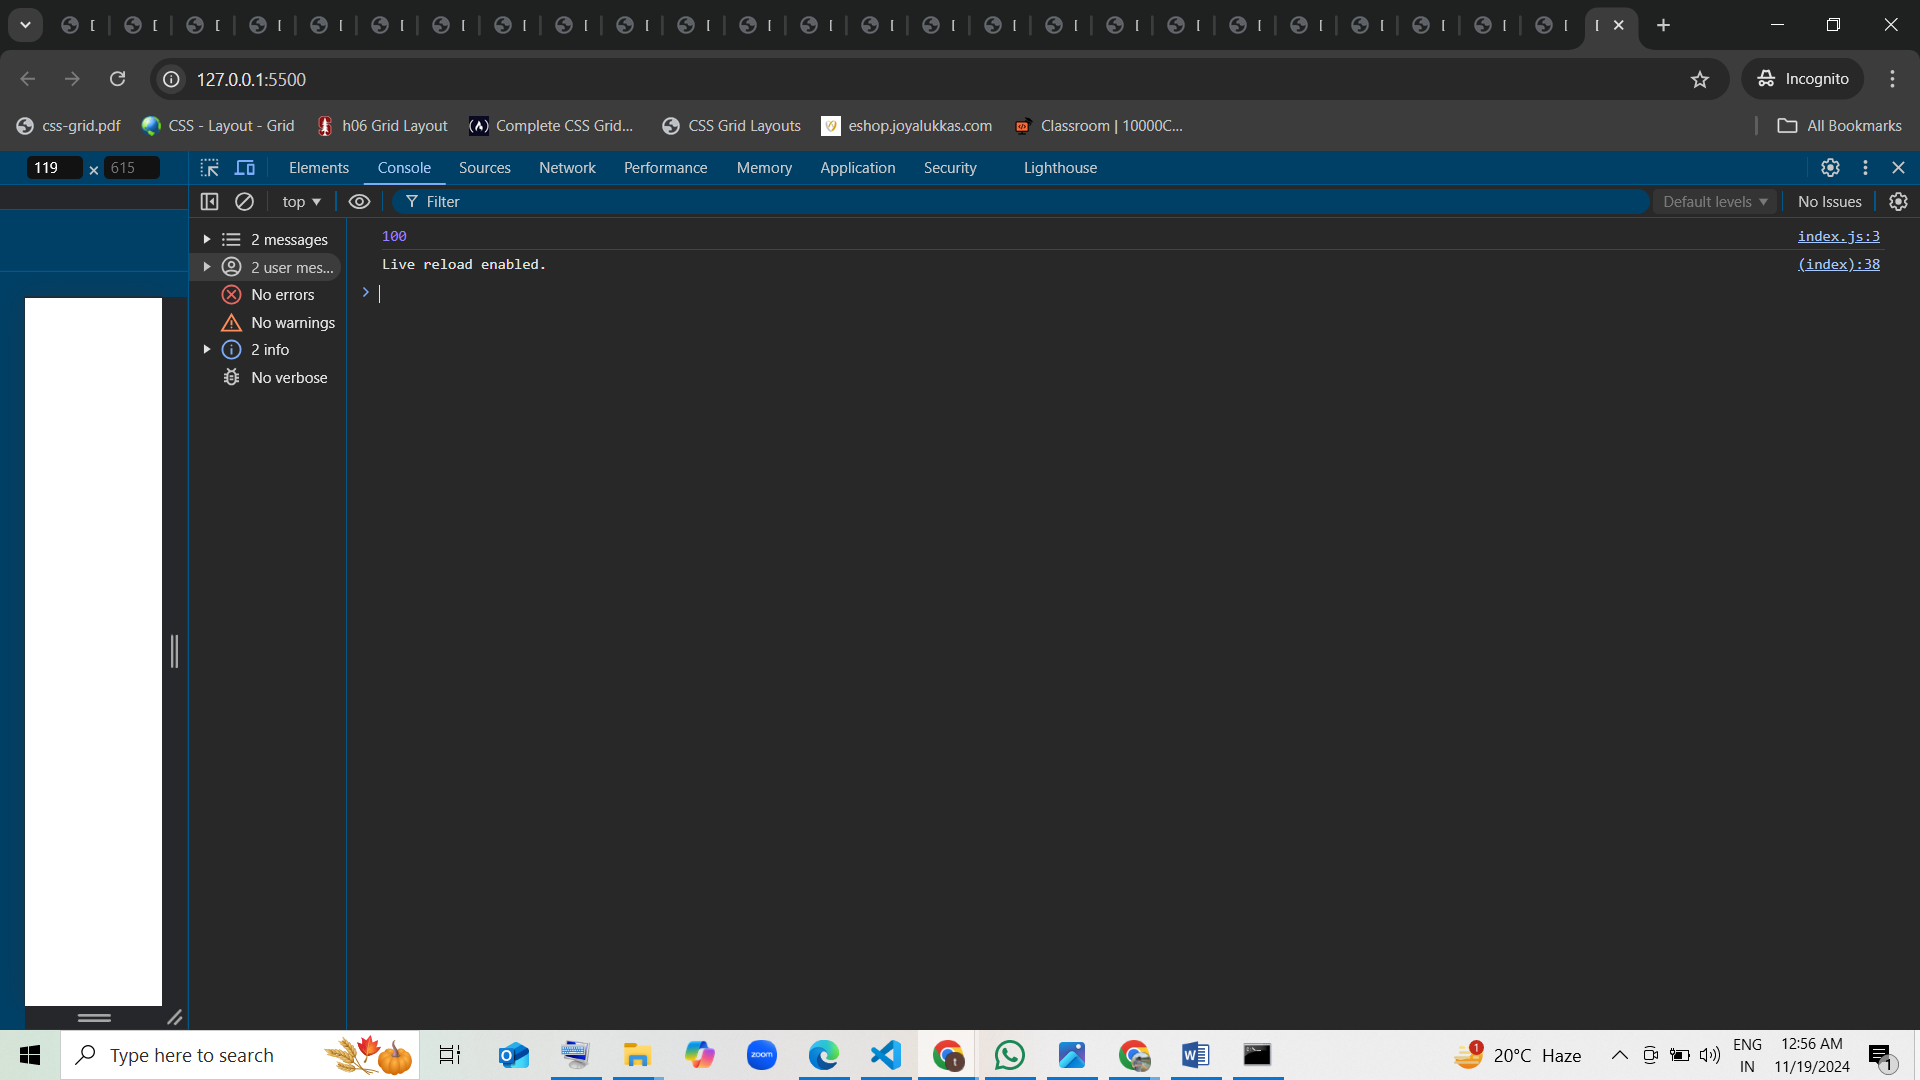 127.0.0.1:5500
Incognito
css-grid.pdf
CSS - Layout - Grid
h06 Grid Layout
Complete CSS Grid...
CSS Grid Layouts
eshop.joyalukkas.com
Classroom | 10000C...
All Bookmarks
119 × 615
Elements Console Sources Network Performance Memory Application Security Lighthouse
top
Filter
Default levels
No Issues
2 messages
2 user mes...
No errors
No warnings
2 info
No verbose
100 index.js:3
Live reload enabled. (index):38
>
Type here to search
zoom
1
20°C Haze
ENG
IN
12:56 AM
11/19/2024
1